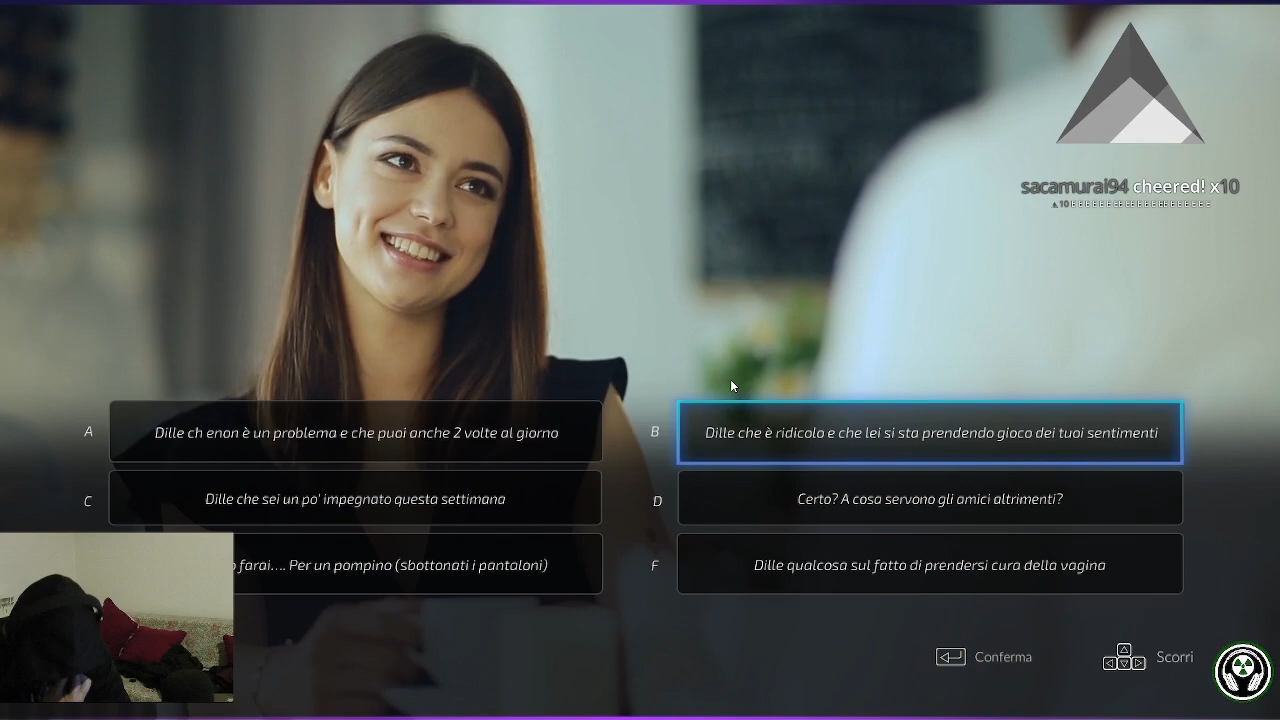 sacamurai94 cheered! x10
A
Dille ch enon è un problema e che puoi anche 2 volte al giorno
B
Dille che è ridicolo e che lei si sta prendendo gioco dei tuoi sentimenti
C
Dille che sei un po' impegnato questa settimana
D
Certo? A cosa servono gli amici altrimenti?
farai.... Per un pompino (sbottonati i pantaloni)
F
Dille qualcosa sul fatto di prendersi cura della vagina
Conferma
Scorri